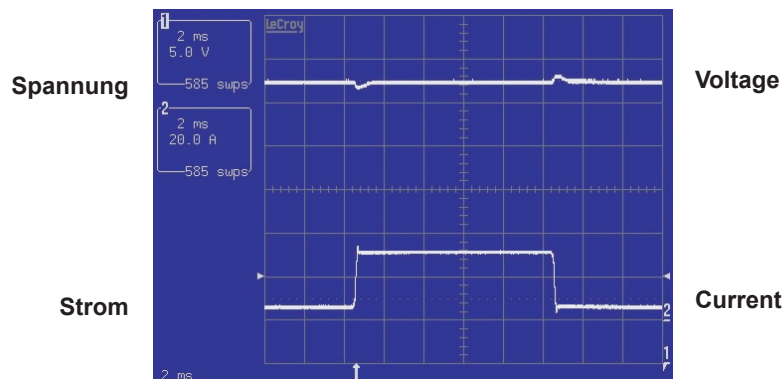 1
2 ms
5.0 V
585 swps
2
2 ms
20.0 A
585 swps
LeCroy
Spannung
Voltage
Strom
Current
2
1
2 ms